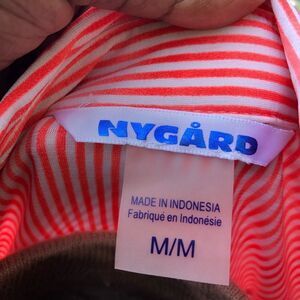 NYGÅRD
MADE IN INDONESIA
Fabriqué en Indonésie
M/M